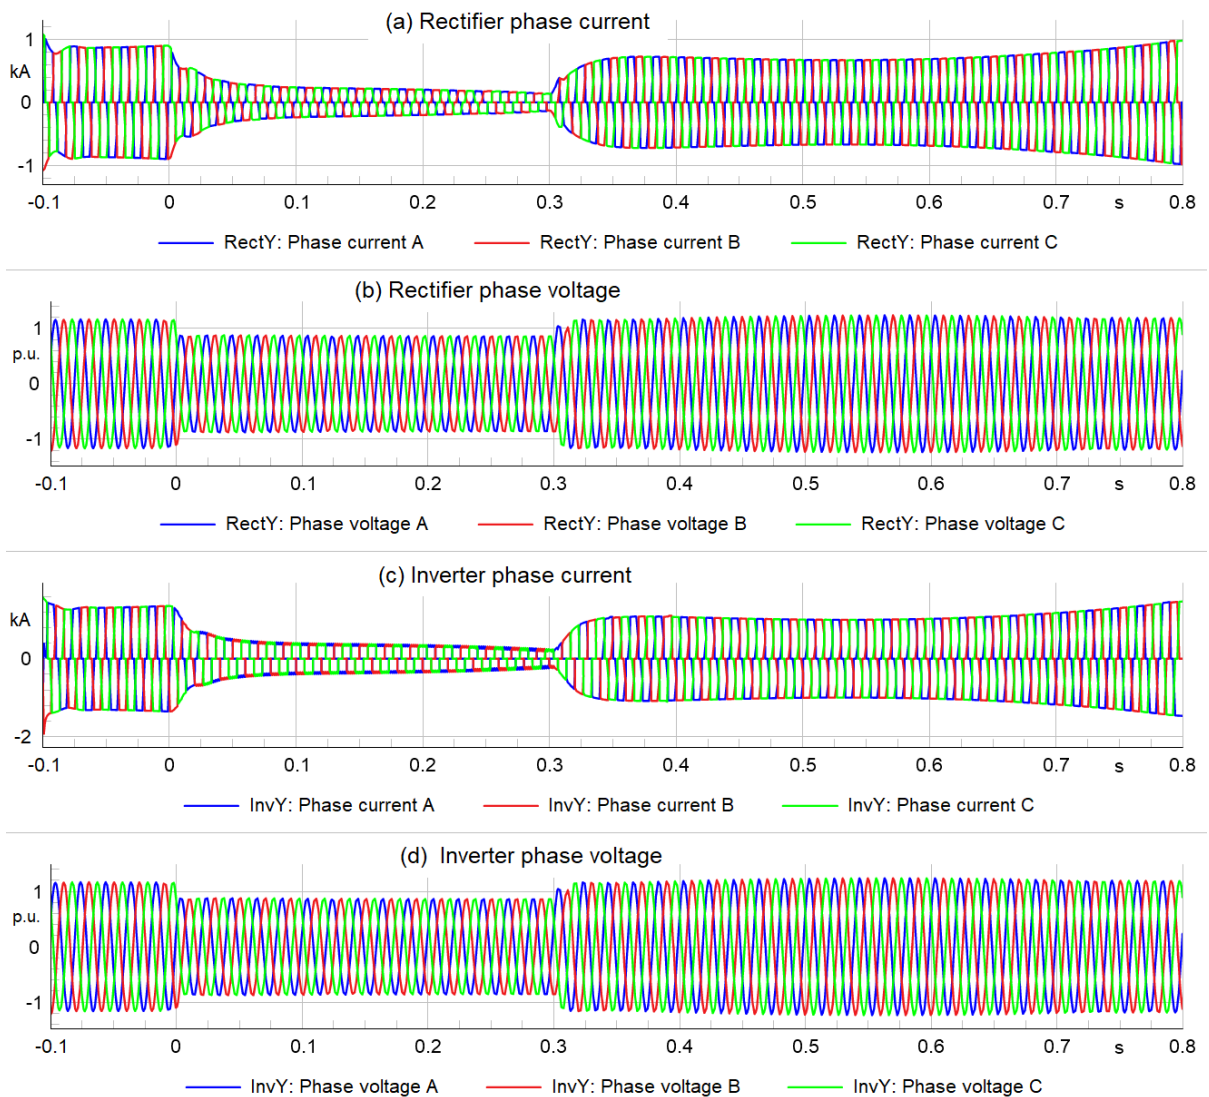 (a) Rectifier phase current
1
kA
0
-1
-0.1 0 0.1 0.2 0.3 0.4 0.5 0.6 0.7 s 0.8
RectY: Phase current A RectY: Phase current B RectY: Phase current C
(b) Rectifier phase voltage
1
p.u.
0
-1
-0.1 0 0.1 0.2 0.3 0.4 0.5 0.6 0.7 s 0.8
RectY: Phase voltage A RectY: Phase voltage B RectY: Phase voltage C
(c) Inverter phase current
kA
0
-2
-0.1 0 0.1 0.2 0.3 0.4 0.5 0.6 0.7 s 0.8
InvY: Phase current A InvY: Phase current B InvY: Phase current C
(d) Inverter phase voltage
1
p.u.
0
-1
-0.1 0 0.1 0.2 0.3 0.4 0.5 0.6 0.7 s 0.8
InvY: Phase voltage A InvY: Phase voltage B InvY: Phase voltage C